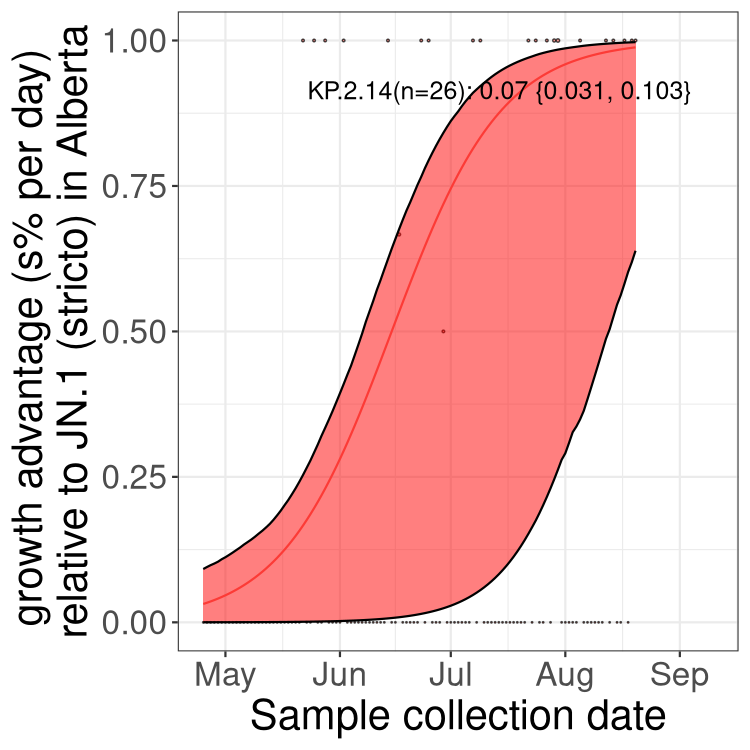 growth advantage (s% per day)
relative to JN.1 (stricto) in Alberta
1.00
0.75
0.50
0.25
0.00
KP.2.14(n=26): 0.07 {0.031, 0.103}
May Jun Jul Aug Sep
Sample collection date